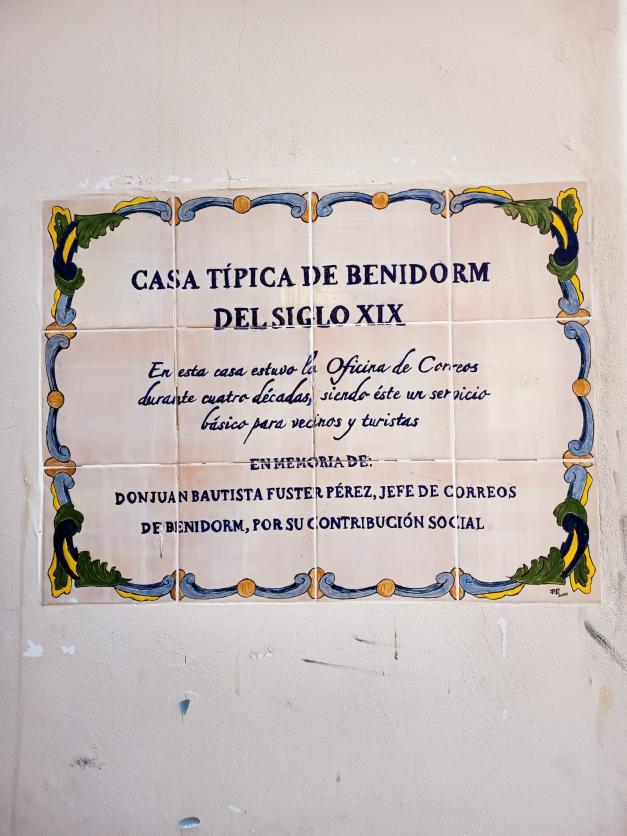 CASA TÍPICA DE BENIDORM
DEL SIGLO XIX
En esta casa estuvo la Oficina de Correos
durante cuatro décadas, siendo éste un servicio
básico para vecinos y turistas
EN MEMORIA DE:
DON JUAN BAUTISTA FUSTER PÉREZ, JEFE DE CORREOS
DE BENIDORM, POR SU CONTRIBUCIÓN SOCIAL